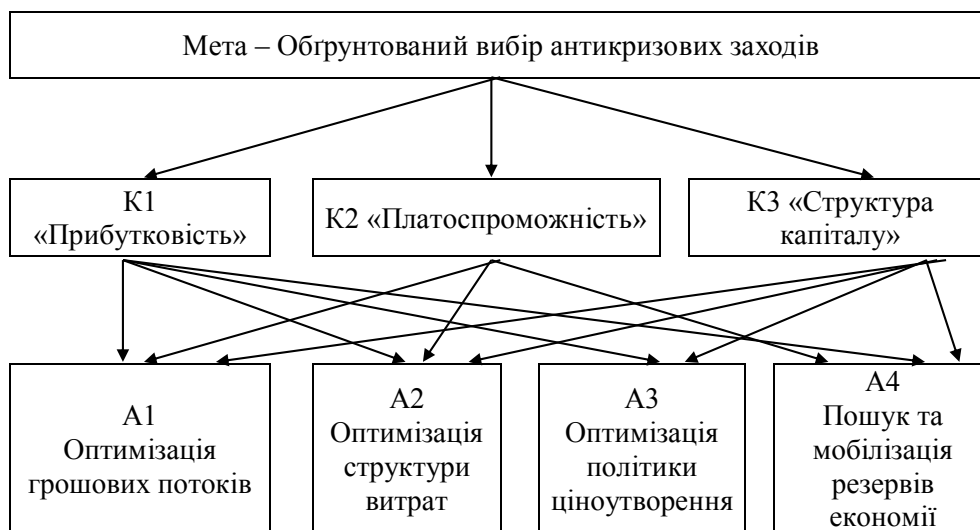 Мета – Обґрунтований вибір антикризових заходів
К1
«Прибутковість»
К2 «Платоспроможність»
К3 «Структура
капіталу»
А1
Оптимізація
грошових потоків
А2
Оптимізація
структури
витрат
А3
Оптимізація
політики
ціноутворення
А4
Пошук та
мобілізація
резервів
економії